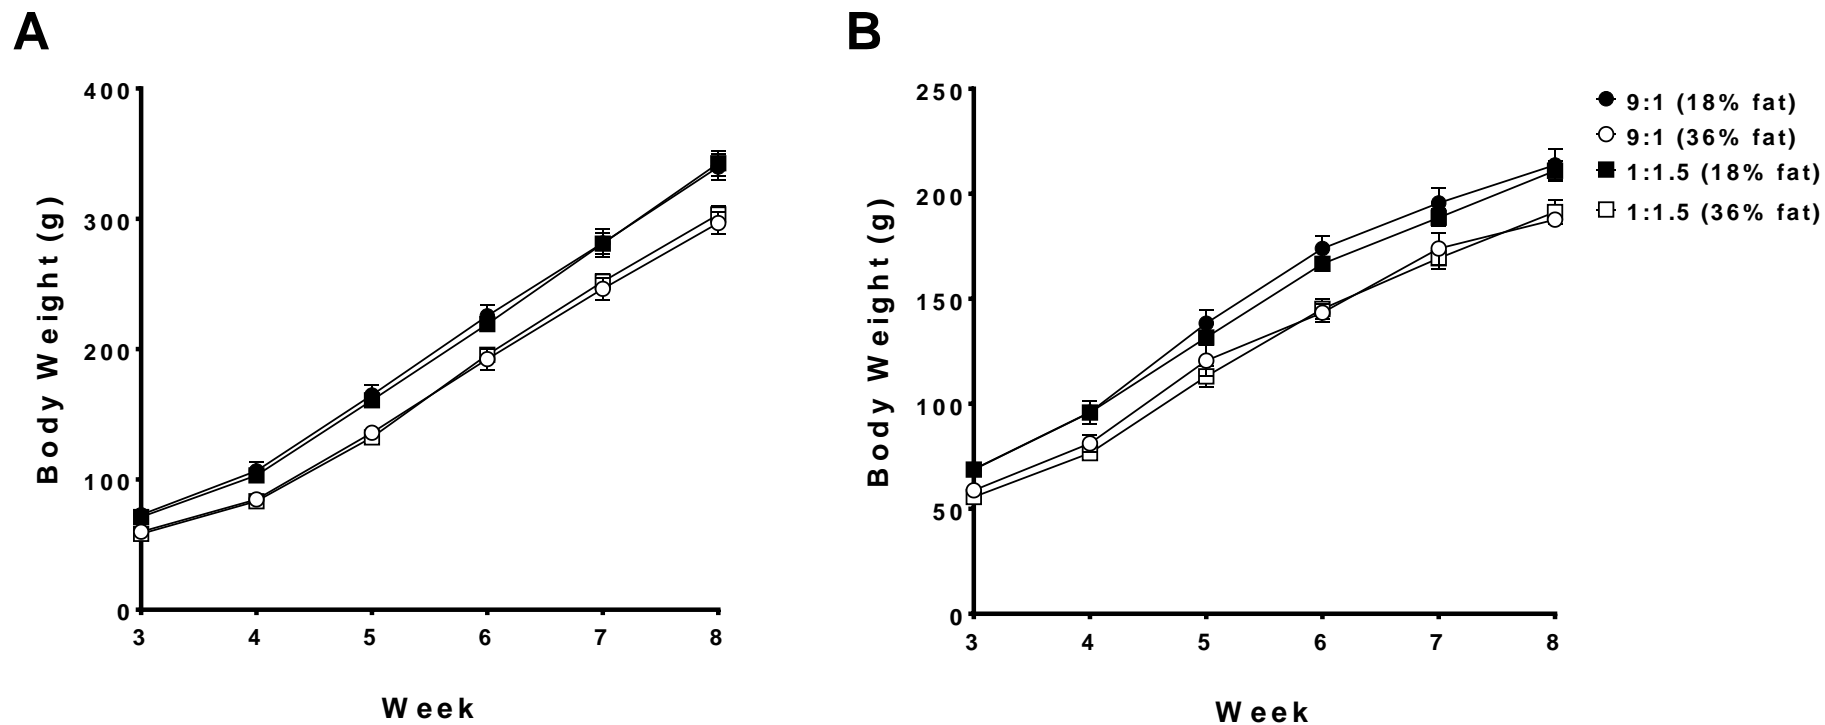 A
B
400
300
200
100
0
3 4 5 6 7 8
Body Weight (g)
Week
250
200
150
100
50
0
3 4 5 6 7 8
Body Weight (g)
Week
9:1 (18% fat)
9:1 (36% fat)
1:1.5 (18% fat)
1:1.5 (36% fat)